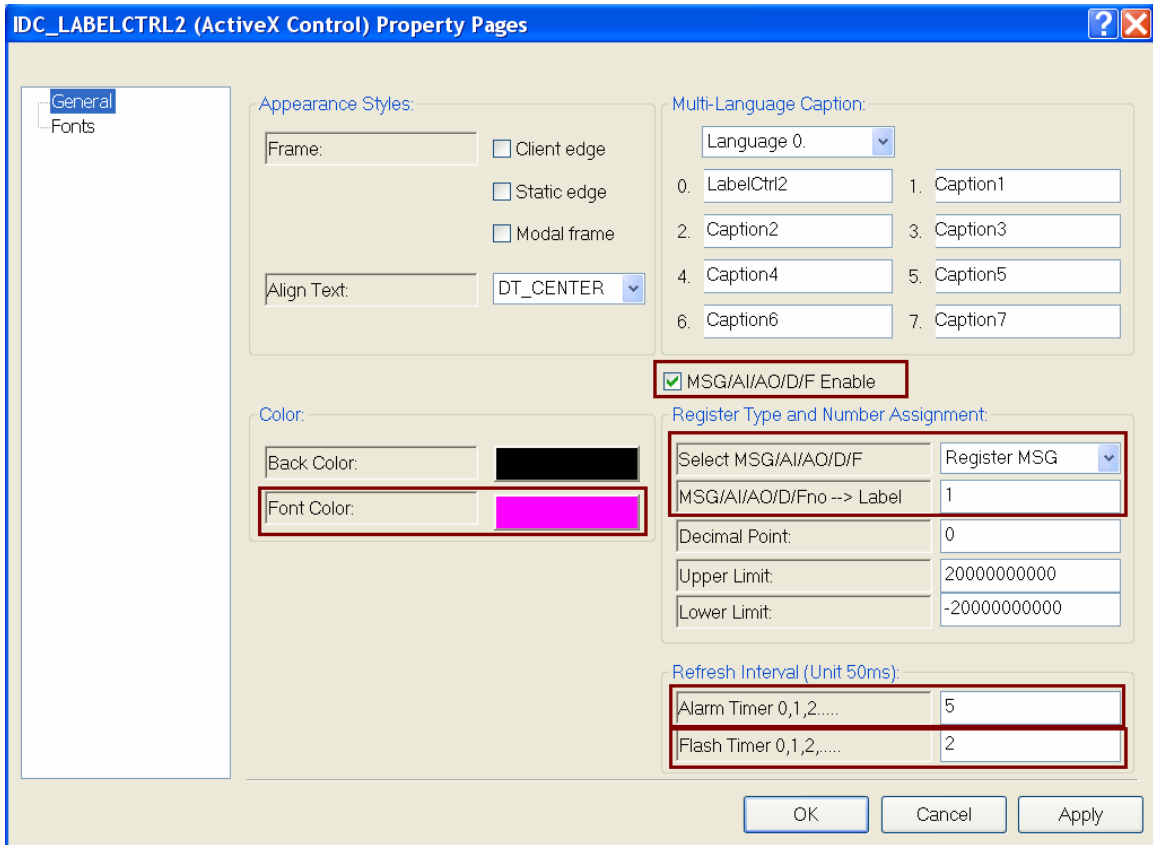 IDC_LABELCTRL2 (ActiveX Control) Property Pages
General
Fonts
Appearance Styles:
Frame:
Client edge
Static edge
Modal frame
Align Text:
DT_CENTER
Multi-Language Caption:
Language 0.
0. LabelCtrl2 1. Caption1
2. Caption2 3. Caption3
4. Caption4 5. Caption5
6. Caption6 7. Caption7
MSG/AI/AO/D/F Enable
Color:
Back Color:
Font Color:
Register Type and Number Assignment:
Select MSG/AI/AO/D/F Register MSG
MSG/AI/AO/D/Fno --> Label 1
Decimal Point: 0
Upper Limit: 20000000000
Lower Limit: -20000000000
Refresh Interval (Unit 50ms):
Alarm Timer 0,1,2..... 5
Flash Timer 0,1,2,..... 2
OK Cancel Apply